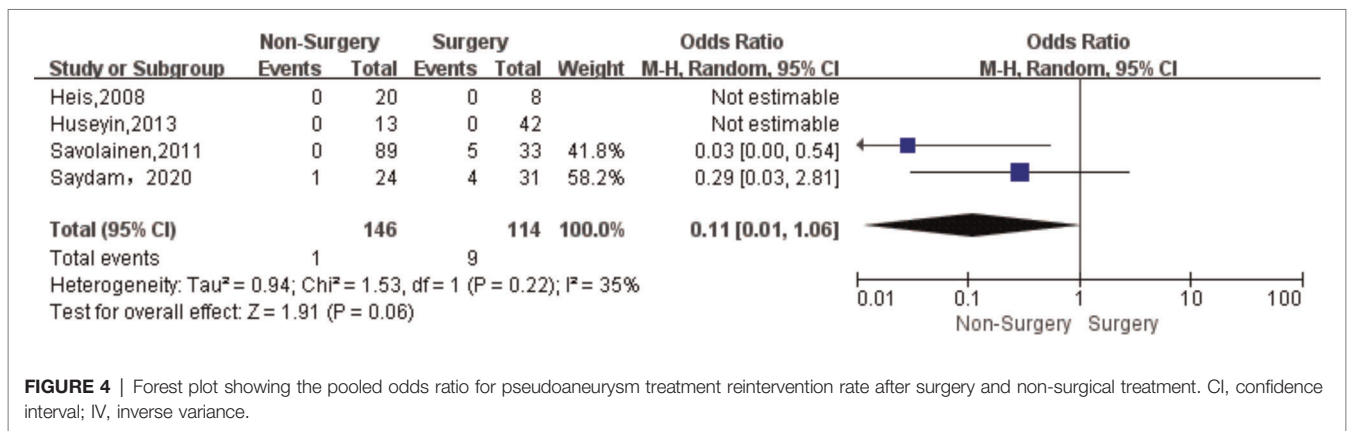 Non-Surgery Surgery Odds Ratio Odds Ratio
Study or Subgroup Events Total Events Total Weight M-H, Random, 95% CI M-H, Random, 95% CI
Heis,2008 0 20 0 8 Not estimable
Huseyin,2013 0 13 0 42 Not estimable
Savolainen,2011 0 89 5 33 41.8% 0.03 [0.00, 0.54]
Saydam，2020 1 24 4 31 58.2% 0.29 [0.03, 2.81]
Total (95% CI) 146 114 100.0% 0.11 [0.01, 1.06]
Total events 1 9
Heterogeneity: Tau² = 0.94; Chi² = 1.53, df = 1 (P = 0.22); I² = 35%
Test for overall effect: Z = 1.91 (P = 0.06)
0.01 0.1 1 10 100
Non-Surgery Surgery
FIGURE 4 | Forest plot showing the pooled odds ratio for pseudoaneurysm treatment reintervention rate after surgery and non-surgical treatment. CI, confidence
interval; IV, inverse variance.